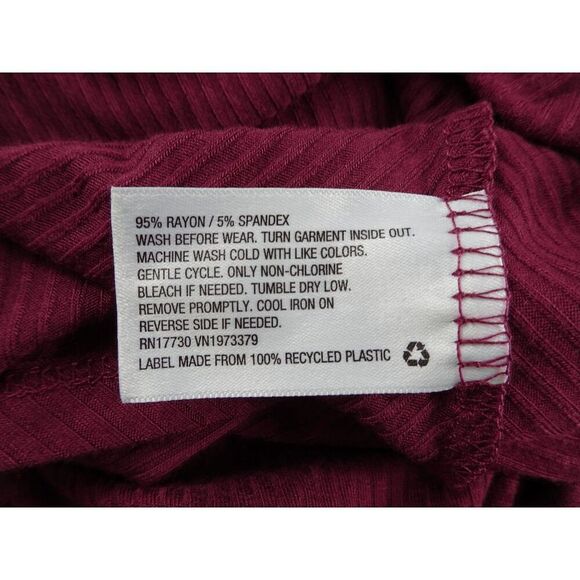 95% RAYON / 5% SPANDEX
WASH BEFORE WEAR. TURN GARMENT INSIDE OUT.
MACHINE WASH COLD WITH LIKE COLORS.
GENTLE CYCLE. ONLY NON-CHLORINE
BLEACH IF NEEDED. TUMBLE DRY LOW.
REMOVE PROMPTLY. COOL IRON ON
REVERSE SIDE IF NEEDED.
RN17730 VN1973379
LABEL MADE FROM 100% RECYCLED PLASTIC